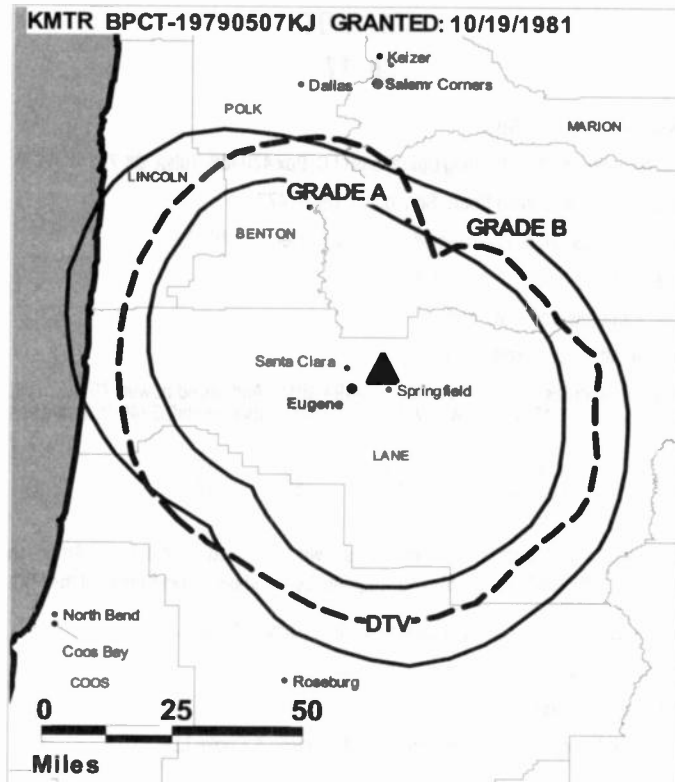 KMTR BPCT-19790507KJ GRANTED: 10/19/1981
Keizer
Dallas
Salemr Corners
POLK
MARION
LINCOLN
GRADE A
GRADE B
BENTON
Santa Clara
Springfield
Eugene
LANE
DTV
North Bend
Coos Bay
COOS
Roseburg
0 25 50
Miles